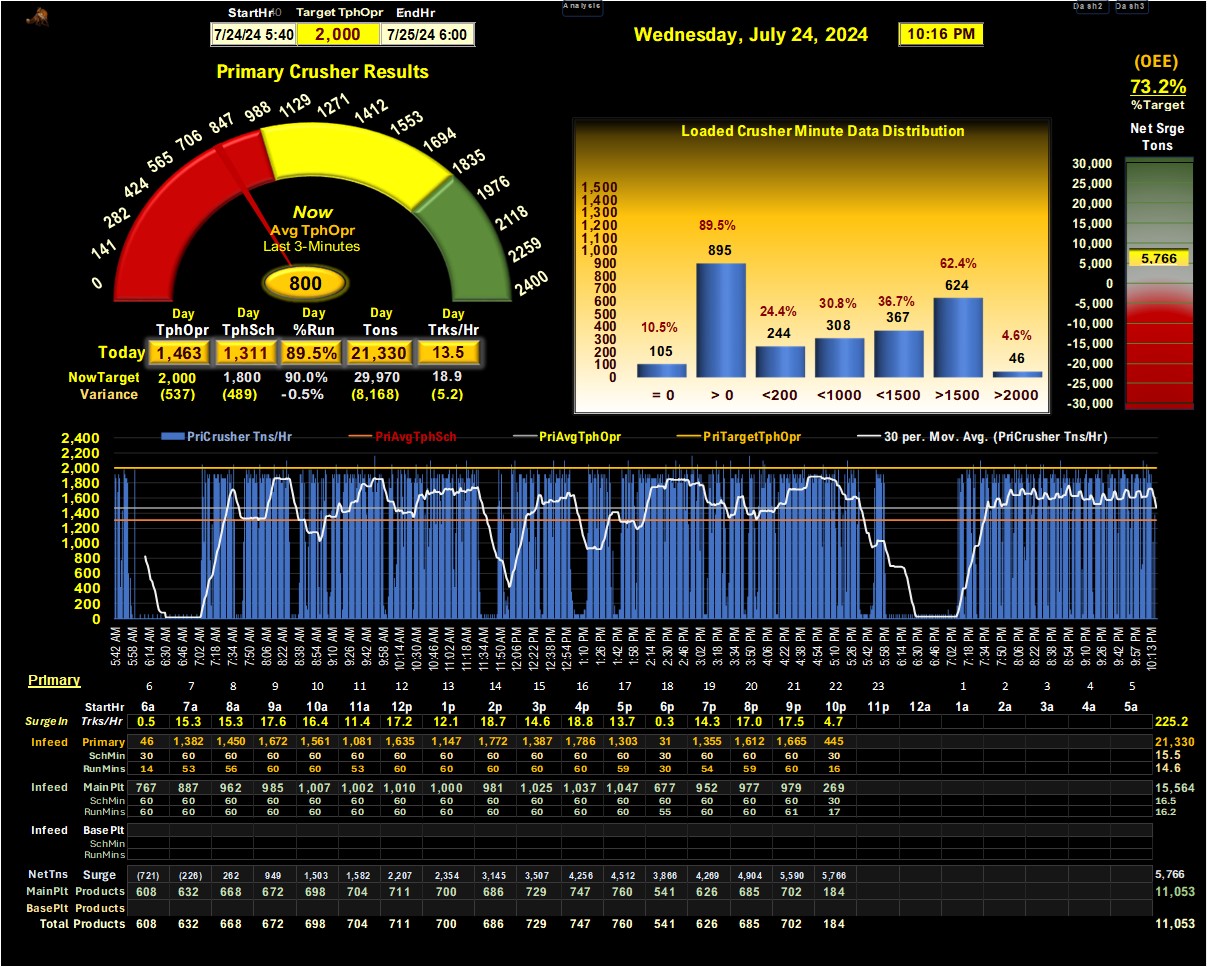 StartHr40 Target TphOpr EndHr
7/24/24 5:40 2,000 7/25/24 6:00
Analysis
Wednesday, July 24, 2024 10:16 PM
Dash2 Dash3
(OEE)
73.2%
%Target
Primary Crusher Results
0 141 282 424 565 706 847 988 1129 1271 1412 1553 1694 1835 1976 2118 2259 2400
Now
Avg TphOpr
Last 3-Minutes
800
Day Day Day Day Day
TphOpr TphSch %Run Tons Trks/Hr
Today 1,463 1,311 89.5% 21,330 13.5
NowTarget 2,000 1,800 90.0% 29,970 18.9
Variance (537) (489) -0.5% (8,168) (5.2)
Loaded Crusher Minute Data Distribution
1,500
1,400
1,300
1,200
1,100
1,000
900
800
700
600
500
400
300
200
100
0
10.5% 89.5% 24.4% 30.8% 36.7% 62.4% 4.6%
105 895 244 308 367 624 46
= 0 > 0 <200 <1000 <1500 >1500 >2000
Net Srge
Tons
30,000
25,000
20,000
15,000
10,000
5,000
0
-5,000
-10,000
-15,000
-20,000
-25,000
-30,000
5,766
PriCrusher Tns/Hr PriAvgTphSch PriAvgTphOpr PriTargetTphOpr 30 per. Mov. Avg. (PriCrusher Tns/Hr)
2,400
2,200
2,000
1,800
1,600
1,400
1,200
1,000
800
600
400
200
0
5:42 AM 5:58 AM 6:14 AM 6:30 AM 6:46 AM 7:02 AM 7:18 AM 7:34 AM 7:50 AM 8:06 AM 8:22 AM 8:38 AM 8:54 AM 9:10 AM 9:26 AM 9:42 AM 9:58 AM 10:14 AM 10:30 AM 10:46 AM 11:02 AM 11:18 AM 11:34 AM 11:50 AM 12:06 PM 12:22 PM 12:38 PM 12:54 PM 1:10 PM 1:26 PM 1:42 PM 1:58 PM 2:14 PM 2:30 PM 2:46 PM 3:02 PM 3:18 PM 3:34 PM 3:50 PM 4:06 PM 4:22 PM 4:38 PM 4:54 PM 5:10 PM 5:26 PM 5:42 PM 5:58 PM 6:14 PM 6:30 PM 7:02 PM 7:18 PM 7:34 PM 7:50 PM 8:06 PM 8:22 PM 8:38 PM 8:54 PM 9:10 PM 9:26 PM 9:42 PM 9:57 PM 10:13 PM
Primary 6 7 8 9 10 11 12 13 14 15 16 17 18 19 20 21 22 23 1 2 3 4 5
StartHr 6a 7a 8a 9a 10a 11a 12p 1p 2p 3p 4p 5p 6p 7p 8p 9p 10p 11p 12a 1a 2a 3a 4a 5a
SurgeIn Trks/Hr 0.5 15.3 15.3 17.6 16.4 11.4 17.2 12.1 18.7 14.6 18.8 13.7 0.3 14.3 17.0 17.5 4.7 225.2
Infeed Primary 46 1,382 1,450 1,672 1,561 1,081 1,635 1,147 1,772 1,387 1,786 1,303 31 1,355 1,612 1,665 445 21,330
SchMin 30 60 60 60 60 60 60 60 60 60 60 60 30 60 60 60 30 15.5
RunMins 14 53 56 60 60 53 60 60 60 60 60 59 30 54 59 60 16 14.6
Infeed MainPlt 767 887 962 985 1,007 1,002 1,010 1,000 981 1,025 1,037 1,047 677 952 977 979 269 15,564
SchMin 60 60 60 60 60 60 60 60 60 60 60 60 60 60 60 60 30 16.5
RunMins 60 60 60 60 60 60 60 60 60 60 60 60 55 60 60 61 17 16.2
Infeed BasePlt
SchMin
RunMins
NetTns Surge (721) (226) 262 949 1,503 1,582 2,207 2,354 3,145 3,507 4,256 4,512 3,866 4,269 4,904 5,590 5,766 5,766
MainPlt Products 608 632 668 672 698 704 711 700 686 729 747 760 541 626 685 702 184 11,053
BasePlt Products
Total Products 608 632 668 672 698 704 711 700 686 729 747 760 541 626 685 702 184 11,053